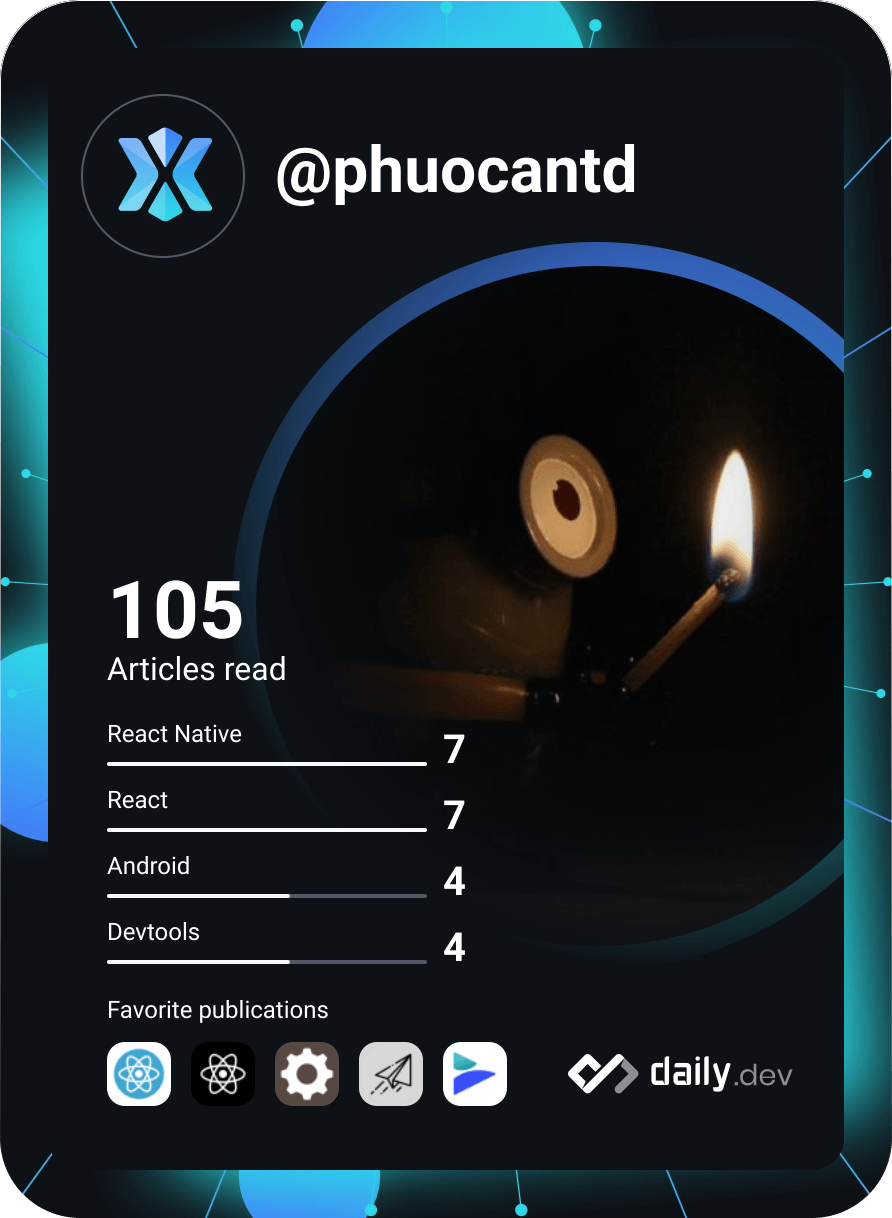 @phuocantd
105
Articles read
React Native
7
React
7
Android
4
Devtools
4
Favorite publications
daily.dev